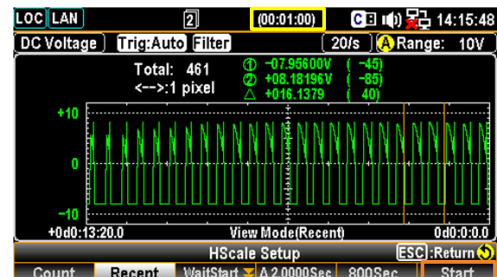 LOC LAN 2 (00:01:00) C 14:15:48
DC Voltage Trig:Auto Filter 20/s A Range: 10V
Total: 461 ① -07.95600V ( -45)
<-->:1 pixel ② +08.18196V ( -85)
△ +016.1379 ( 40)
+10
0
-10
+0d0:13:20.0 View Mode(Recent) 0d0:0:0.0
HScale Setup ESC:Return
Count Recent WaitStart Δ2.0000Sec 800Sec Start